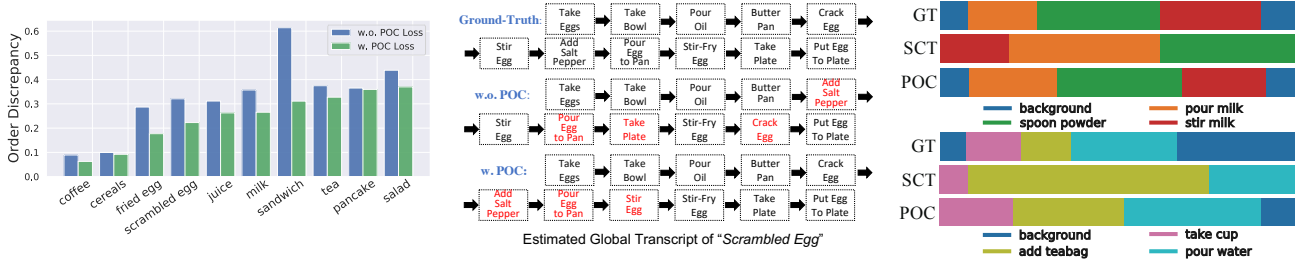 Order Discrepancy
0.6
0.5
0.4
0.3
0.2
0.1
0.0
w.o. POC Loss
w. POC Loss
coffee
cereals
fried egg
scrambled egg
juice
milk
sandwich
tea
pancake
salad
Ground-Truth:
Take Eggs
Take Bowl
Pour Oil
Butter Pan
Crack Egg
Stir Egg
Add Salt Pepper
Pour Egg to Pan
Stir-Fry Egg
Take Plate
Put Egg To Plate
w.o. POC:
Take Eggs
Take Bowl
Pour Oil
Butter Pan
Add Salt Pepper
Stir Egg
Pour Egg to Pan
Take Plate
Stir-Fry Egg
Crack Egg
Put Egg To Plate
w. POC:
Take Eggs
Take Bowl
Pour Oil
Butter Pan
Crack Egg
Add Salt Pepper
Pour Egg to Pan
Stir Egg
Stir-Fry Egg
Take Plate
Put Egg To Plate
Estimated Global Transcript of “Scrambled Egg”
GT
SCT
POC
background
pour milk
spoon powder
stir milk
GT
SCT
POC
background
take cup
add teabag
pour water